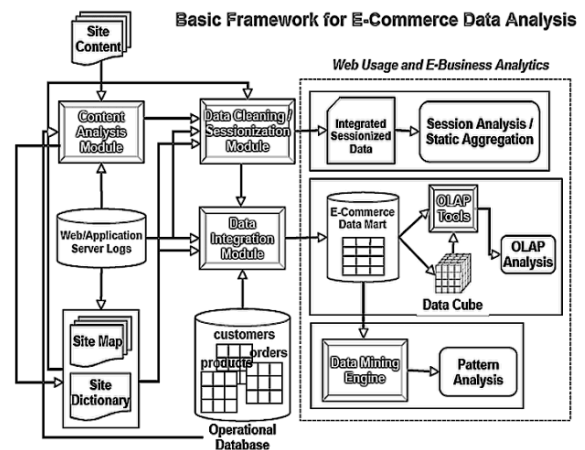 Basic Framework for E-Commerce Data Analysis
Site
Content
Web Usage and E-Business Analytics
Content
Analysis
Module
Data Cleaning /
Sessionization
Module
Integrated
Sessionized
Data
Session Analysis /
Static Aggregation
Web/Application
Server Logs
Data
Integration
Module
E-Commerce
Data Mart
OLAP
Tools
OLAP
Analysis
Data Cube
Site Map
Site
Dictionary
customers
orders
products
Operational
Database
Data Mining
Engine
Pattern
Analysis